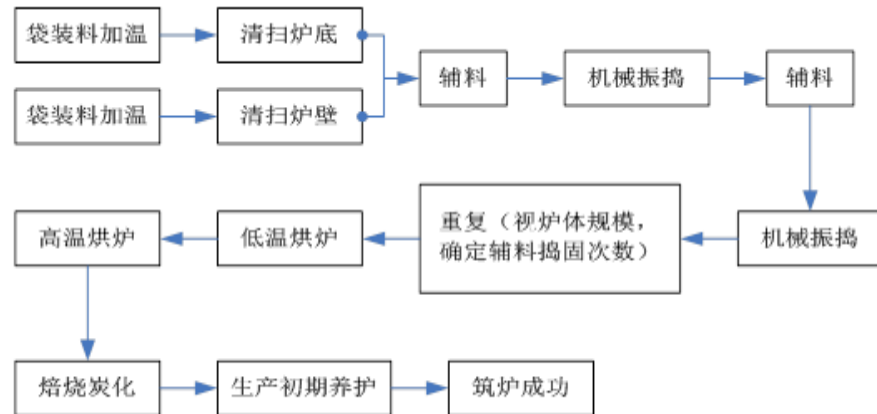 袋装料加温
清扫炉底
袋装料加温
清扫炉壁
辅料
机械振捣
辅料
机械振捣
重复（视炉体规模，
确定辅料捣固次数）
低温烘炉
高温烘炉
焙烧炭化
生产初期养护
筑炉成功